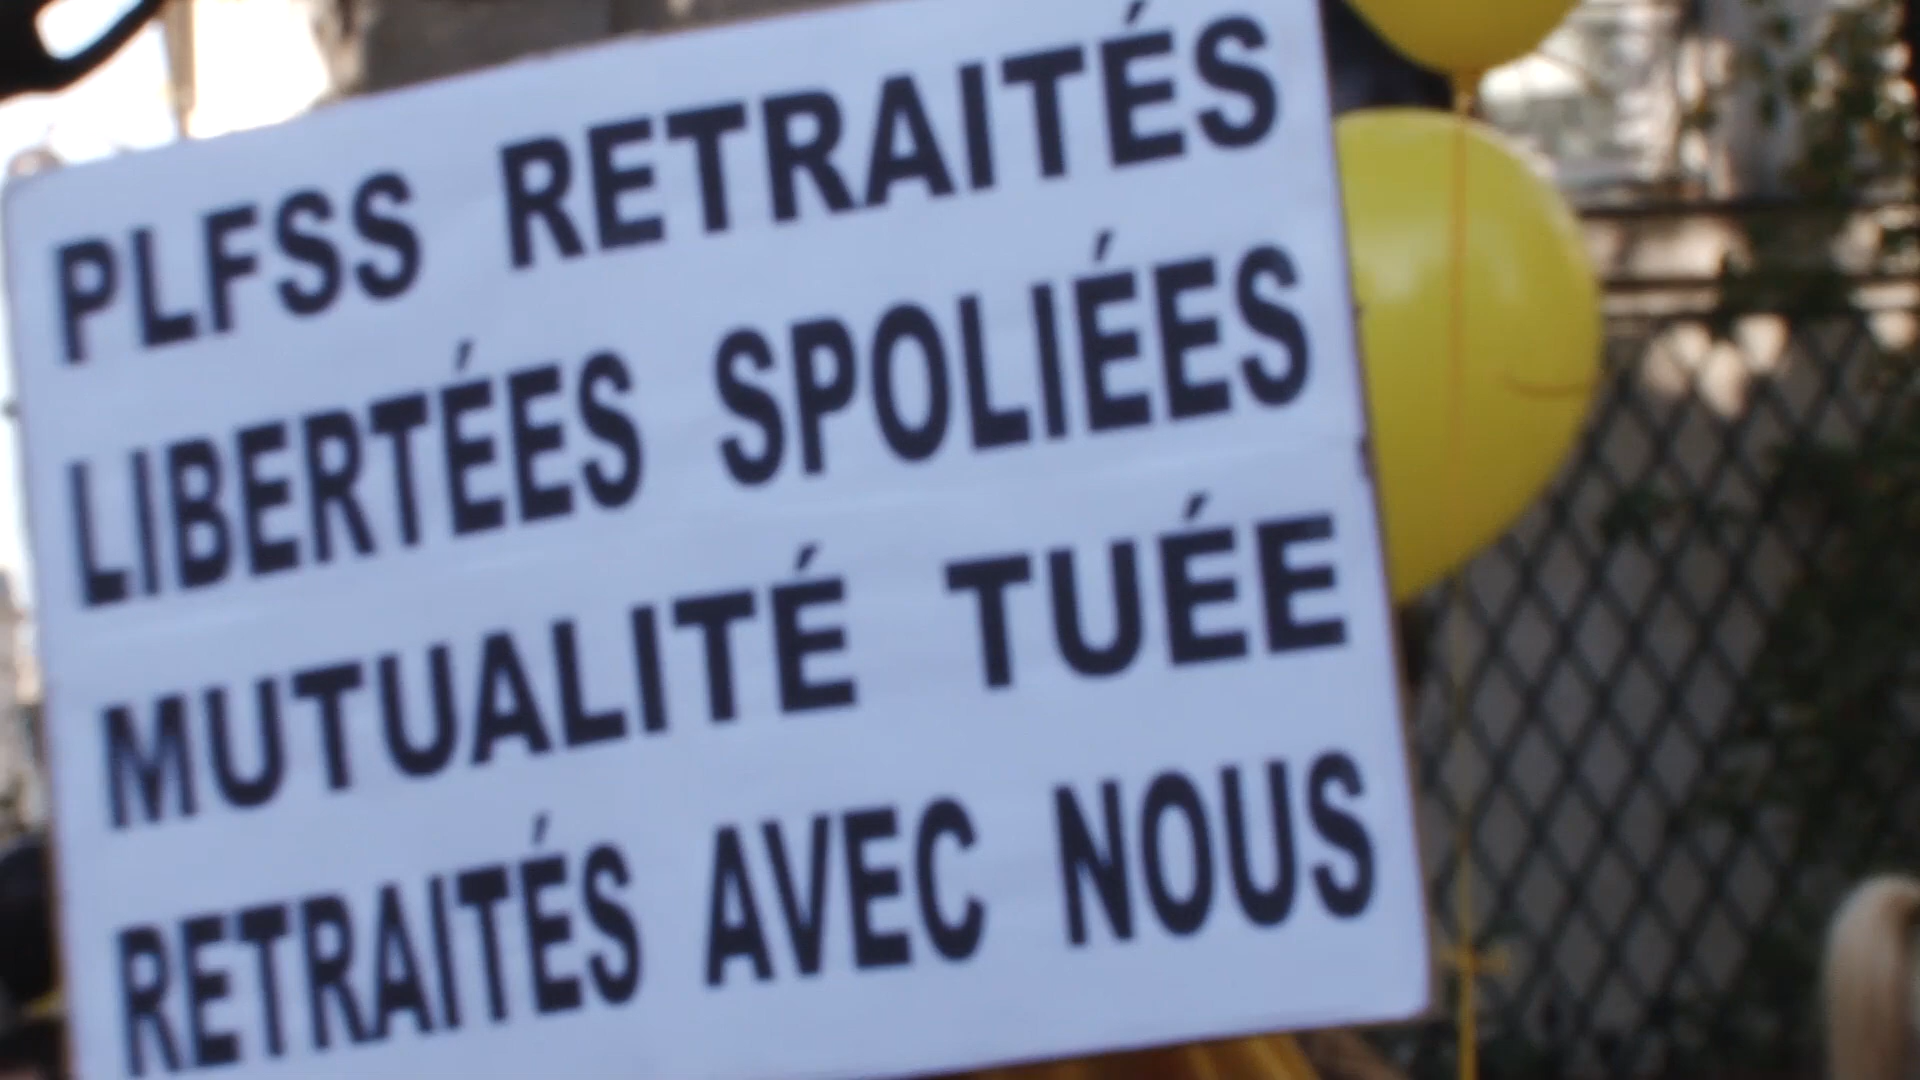 PLFSS RETRAITÉS
LIBERTÉES SPOLIÉES
MUTUALITÉ TUÉE
RETRAITÉS AVEC NOUS